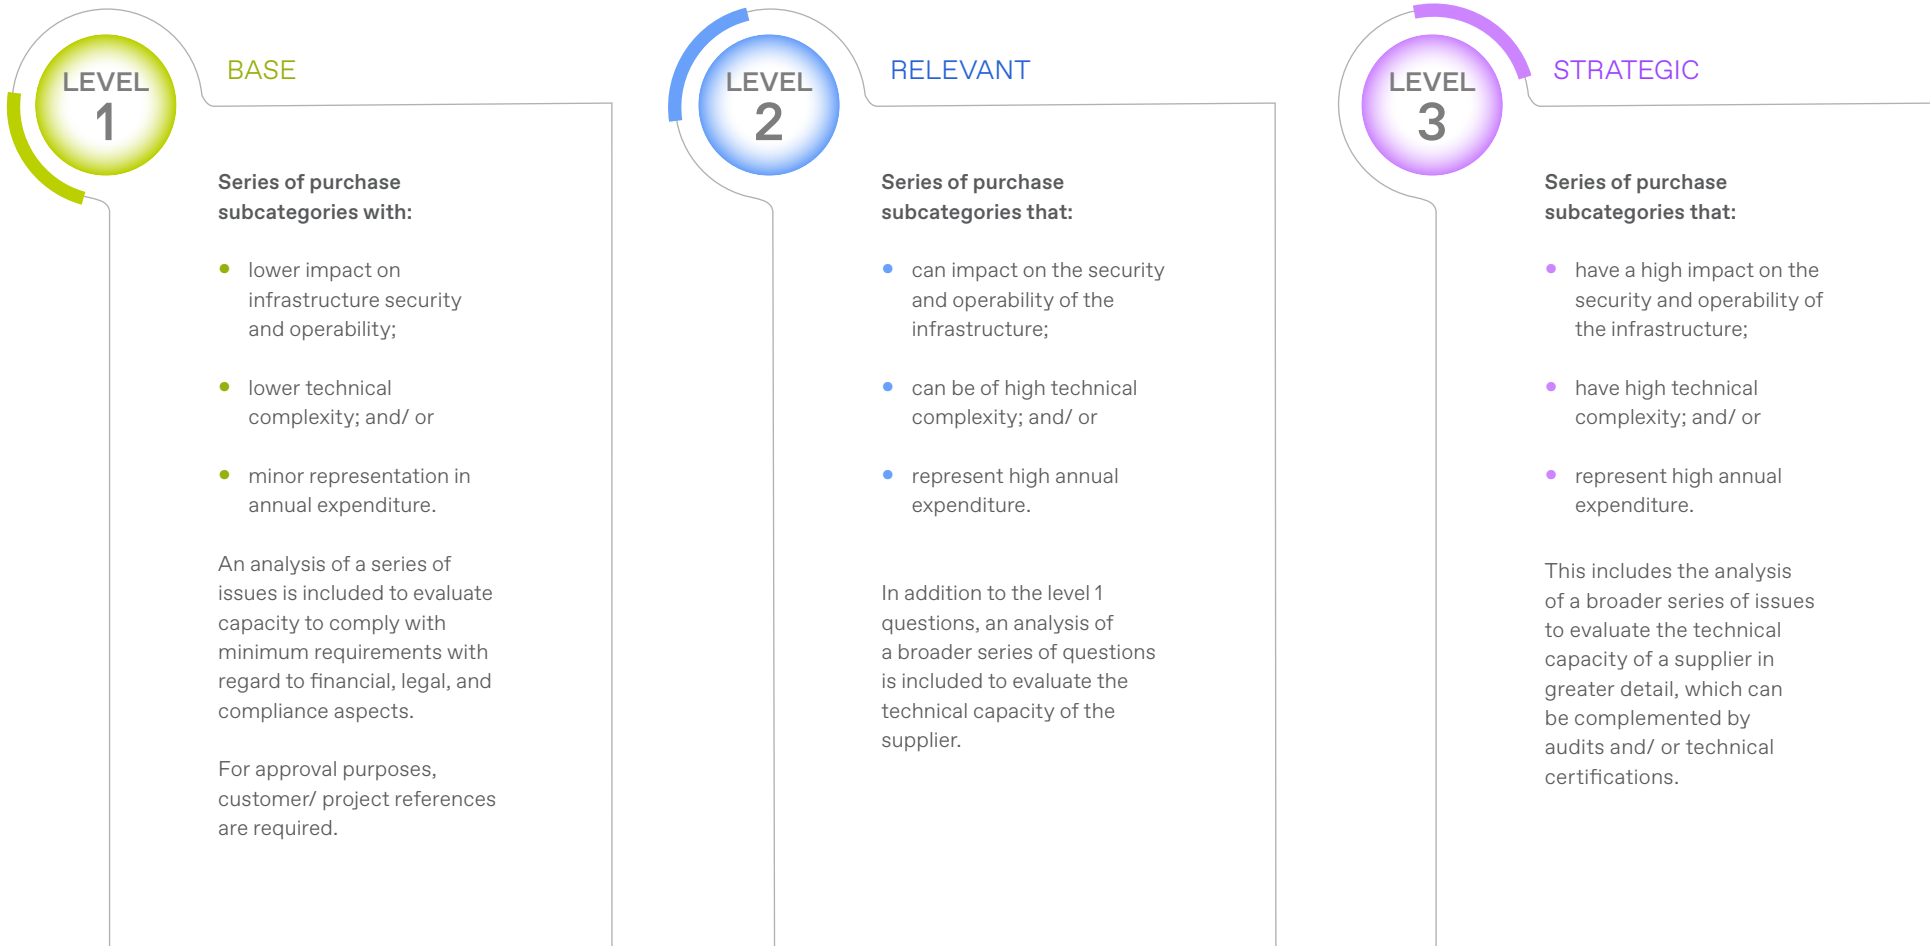 LEVEL
1
BASE
Series of purchase
subcategories with:
• lower impact on
infrastructure security
and operability;
• lower technical
complexity; and/ or
• minor representation in
annual expenditure.
An analysis of a series of
issues is included to evaluate
capacity to comply with
minimum requirements with
regard to financial, legal, and
compliance aspects.
For approval purposes,
customer/ project references
are required.
LEVEL
2
RELEVANT
Series of purchase
subcategories that:
• can impact on the security
and operability of the
infrastructure;
• can be of high technical
complexity; and/ or
• represent high annual
expenditure.
In addition to the level 1
questions, an analysis of
a broader series of questions
is included to evaluate the
technical capacity of the
supplier.
LEVEL
3
STRATEGIC
Series of purchase
subcategories that:
• have a high impact on the
security and operability of
the infrastructure;
• have high technical
complexity; and/ or
• represent high annual
expenditure.
This includes the analysis
of a broader series of issues
to evaluate the technical
capacity of a supplier in
greater detail, which can
be complemented by
audits and/ or technical
certifications.